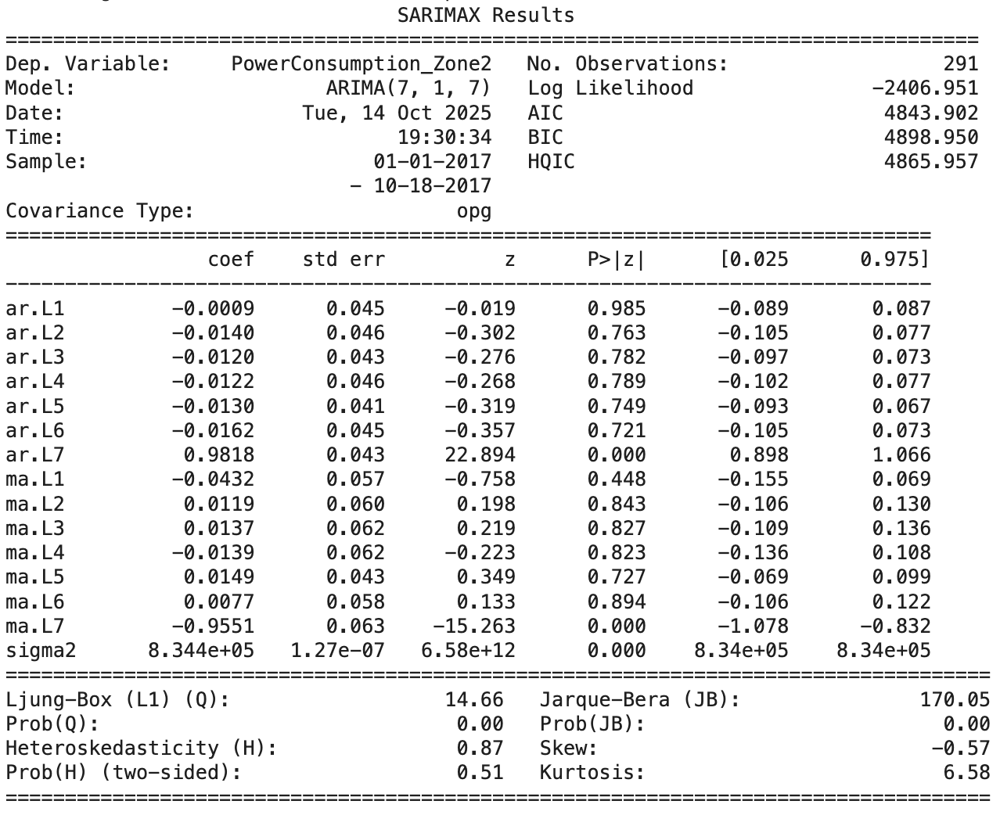 SARIMAX Results
==============================================================================
Dep. Variable: PowerConsumption_Zone2 No. Observations: 291
Model: ARIMA(7, 1, 7) Log Likelihood -2406.951
Date: Tue, 14 Oct 2025 AIC 4843.902
Time: 19:30:34 BIC 4898.950
Sample: 01-01-2017 HQIC 4865.957
- 10-18-2017
Covariance Type: opg
==============================================================================
coef std err z P>|z| [0.025 0.975]
------------------------------------------------------------------------------
ar.L1 -0.0009 0.045 -0.019 0.985 -0.089 0.087
ar.L2 -0.0140 0.046 -0.302 0.763 -0.105 0.077
ar.L3 -0.0120 0.043 -0.276 0.782 -0.097 0.073
ar.L4 -0.0122 0.046 -0.268 0.789 -0.102 0.077
ar.L5 -0.0130 0.041 -0.319 0.749 -0.093 0.067
ar.L6 -0.0162 0.045 -0.357 0.721 -0.105 0.073
ar.L7 0.9818 0.043 22.894 0.000 0.898 1.066
ma.L1 -0.0432 0.057 -0.758 0.448 -0.155 0.069
ma.L2 0.0119 0.060 0.198 0.843 -0.106 0.130
ma.L3 0.0137 0.062 0.219 0.827 -0.109 0.136
ma.L4 -0.0139 0.062 -0.223 0.823 -0.136 0.108
ma.L5 0.0149 0.043 0.349 0.727 -0.069 0.099
ma.L6 0.0077 0.058 0.133 0.894 -0.106 0.122
ma.L7 -0.9551 0.063 -15.263 0.000 -1.078 -0.832
sigma2 8.344e+05 1.27e-07 6.58e+12 0.000 8.34e+05 8.34e+05
==============================================================================
Ljung-Box (L1) (Q): 14.66 Jarque-Bera (JB): 170.05
Prob(Q): 0.00 Prob(JB): 0.00
Heteroskedasticity (H): 0.87 Skew: -0.57
Prob(H) (two-sided): 0.51 Kurtosis: 6.58
==============================================================================